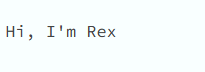 Hi, I'm Rex